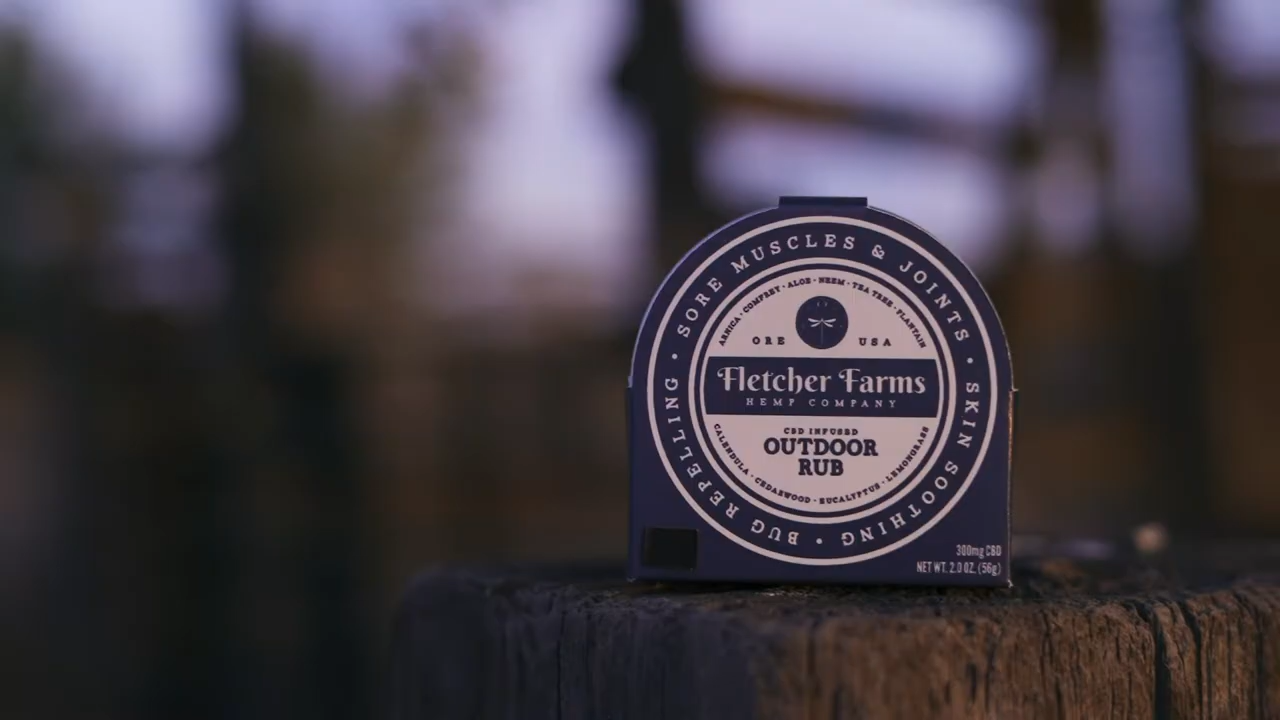 SORE MUSCLES & JOINTS • SKIN SOOTHING • BUG REPELLING •
ARNICA • COMFREY • ALOE • NEEM • TEA TREE • PLANTAIN
ORE USA
Fletcher Farms
HEMP COMPANY
CBD INFUSED
OUTDOOR
RUB
CALENDULA • CEDARWOOD • EUCALYPTUS • LEMONGRASS
300mg CBD
NET WT. 2.0 OZ. (56g)